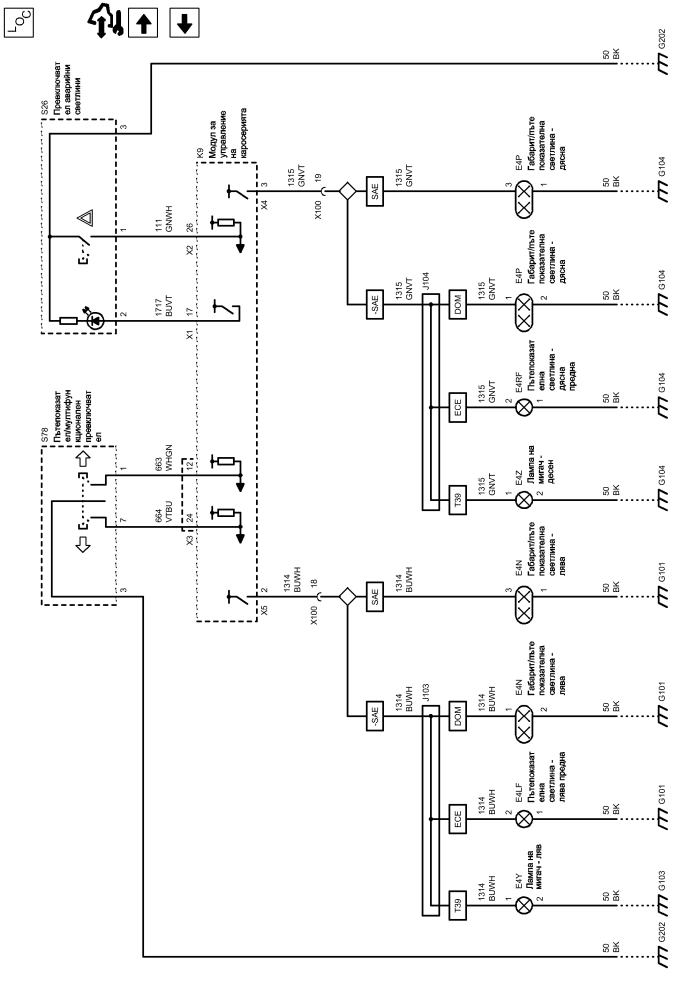 LOC
S26
Превключват
ел аварийни
светлини
3
1
2
111
GNWH
1717
BUVT
S78
Пътепоказат
ел/мултифун
кционален
превключват
ел
1
7
3
663
WHGN
664
VTBU
K9
Модул за
управление
на
каросерията
26
X2
17
X1
12
24
X3
3
X4
2
X5
1315
GNVT
19
X100
SAE
1315
GNVT
3
E4P
Габарит/пъте
показателна
светлина -
дясна
1
50
BK
G104
50
BK
G202
-SAE
1315
GNVT
J104
DOM
1315
GNVT
1
E4P
Габарит/пъте
показателна
светлина -
дясна
2
50
BK
G104
ECE
1315
GNVT
2
E4RF
Пътепоказат
елна
светлина -
дясна
предна
1
50
BK
G104
T39
1315
GNVT
1
E4Z
Лампа на
мигач -
десен
2
50
BK
G104
1314
BUWH
18
X100
SAE
1314
BUWH
3
E4N
Габарит/пъте
показателна
светлина -
лява
1
50
BK
G101
-SAE
1314
BUWH
J103
DOM
1314
BUWH
1
E4N
Габарит/пъте
показателна
светлина -
лява
2
50
BK
G101
ECE
1314
BUWH
2
E4LF
Пътепоказат
елна
светлина -
лява предна
1
50
BK
G101
T39
1314
BUWH
1
E4Y
Лампа на
мигач - ляв
2
50
BK
G103
50
BK
G202